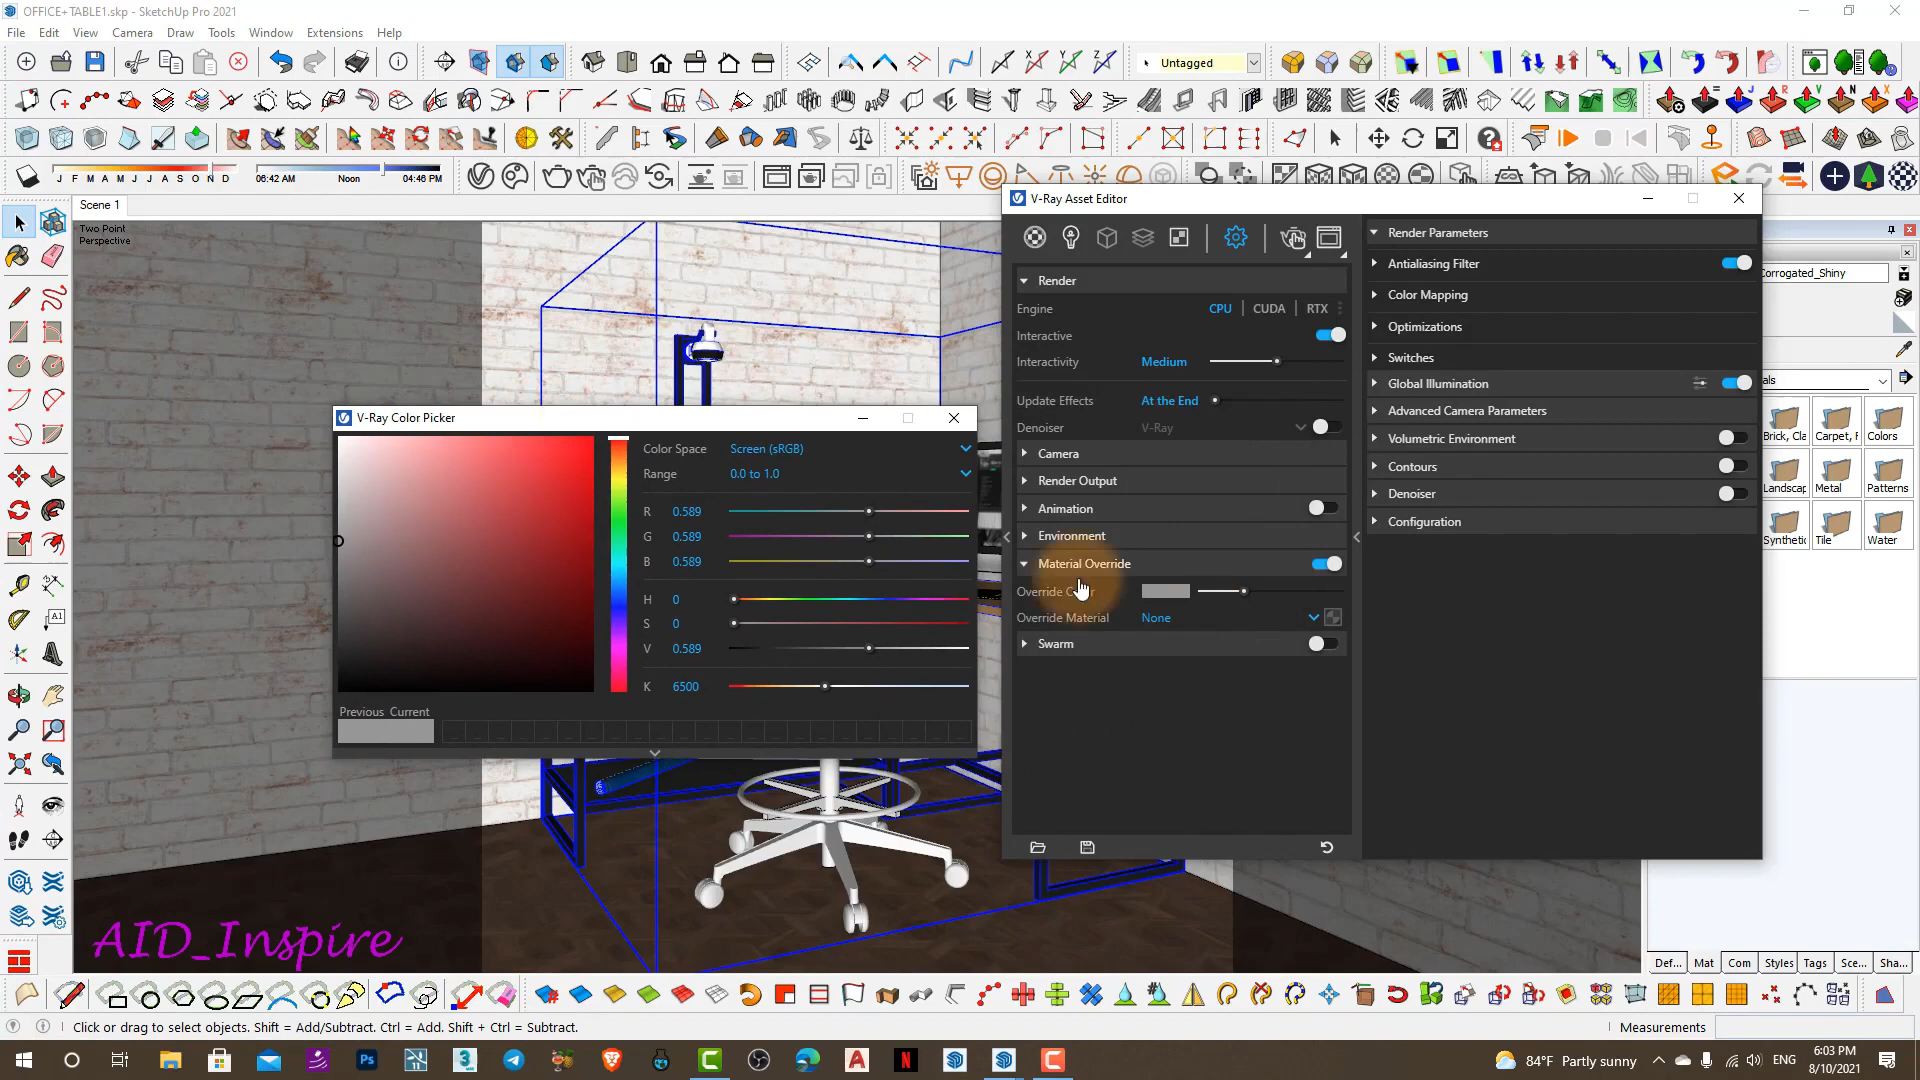 OFFICE+TABLE1.skp - SketchUp Pro 2021
File Edit View Camera Draw Tools Window Extensions Help
Untagged
J F M A M J J A S O N D
06:42 AM Noon 04:46 PM
Scene 1
Two Point
Perspective
V-Ray Asset Editor
Render
Engine CPU CUDA RTX
Interactive
Interactivity Medium
Update Effects At the End
Denoiser V-Ray
Camera
Render Output
Animation
Environment
Material Override
Override
Override Material None
Swarm
Render Parameters
Antialiasing Filter
Color Mapping
Optimizations
Switches
Global Illumination
Advanced Camera Parameters
Volumetric Environment
Contours
Denoiser
Configuration
V-Ray Color Picker
Color Space Screen (sRGB)
Range 0.0 to 1.0
R 0.589
G 0.589
B 0.589
H 0
S 0
V 0.589
K 6500
Previous Current
Corrogated_Shiny
als
Brick, Cla Carpet, F Colors
Landscap Metal Patterns
Synthetic Tile Water
AID_Inspire
Def... Mat Com Styles Tags Sce... Sha...
Click or drag to select objects. Shift = Add/Subtract. Ctrl = Add. Shift + Ctrl = Subtract.
Measurements
84°F Partly sunny
ENG
6:03 PM
8/10/2021